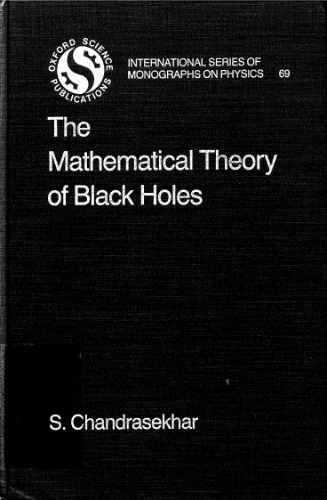 OXFORD SCIENCE PUBLICATIONS
INTERNATIONAL SERIES OF
MONOGRAPHS ON PHYSICS 69
The
Mathematical Theory
of Black Holes
S. Chandrasekhar